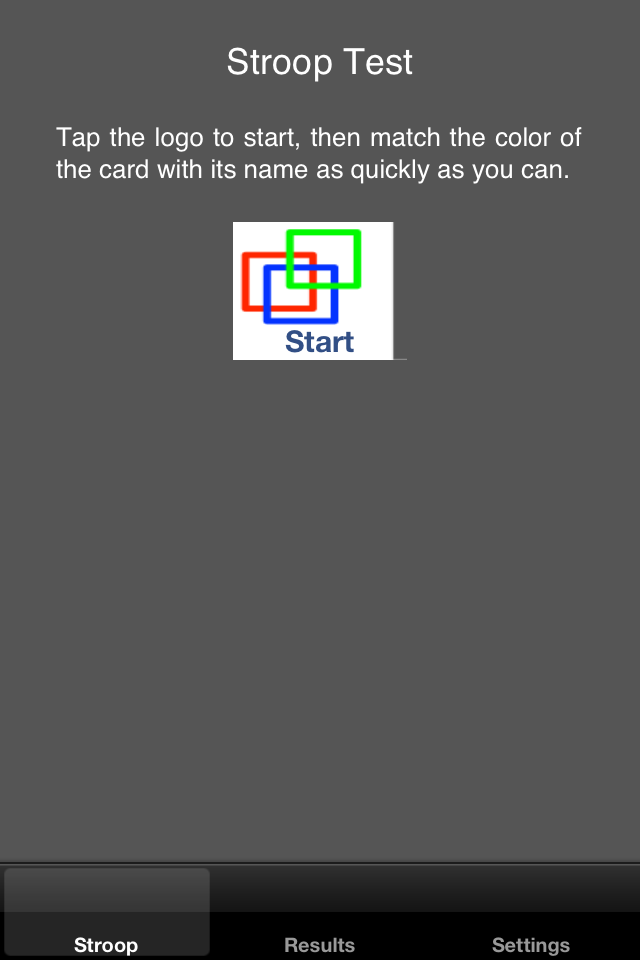 Stroop Test
Tap the logo to start, then match the color of
the card with its name as quickly as you can.
Start
Stroop
Results
Settings